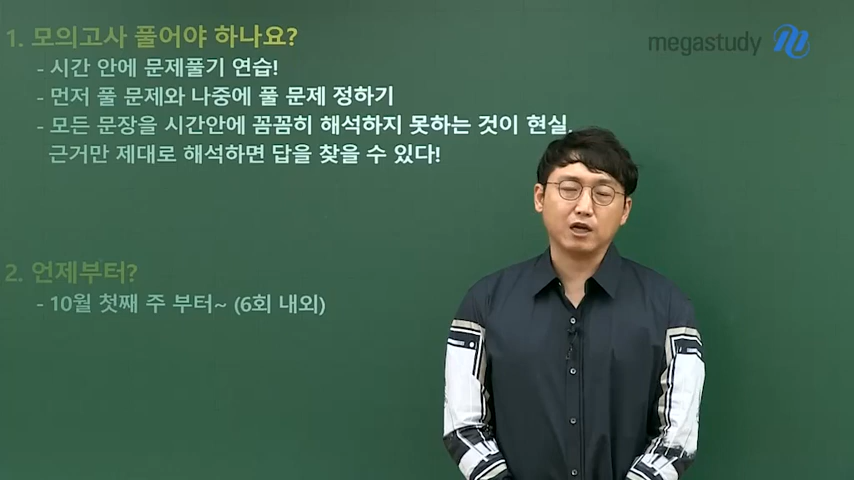 1. 모의고사 풀어야 하나요?
megastudy
- 시간 안에 문제풀기 연습!
- 먼저 풀 문제와 나중에 풀 문제 정하기
- 모든 문장을 시간안에 꼼꼼히 해석하지 못하는 것이 현실.
근거만 제대로 해석하면 답을 찾을 수 있다!
2. 언제부터?
- 10월 첫째 주 부터~ (6회 내외)